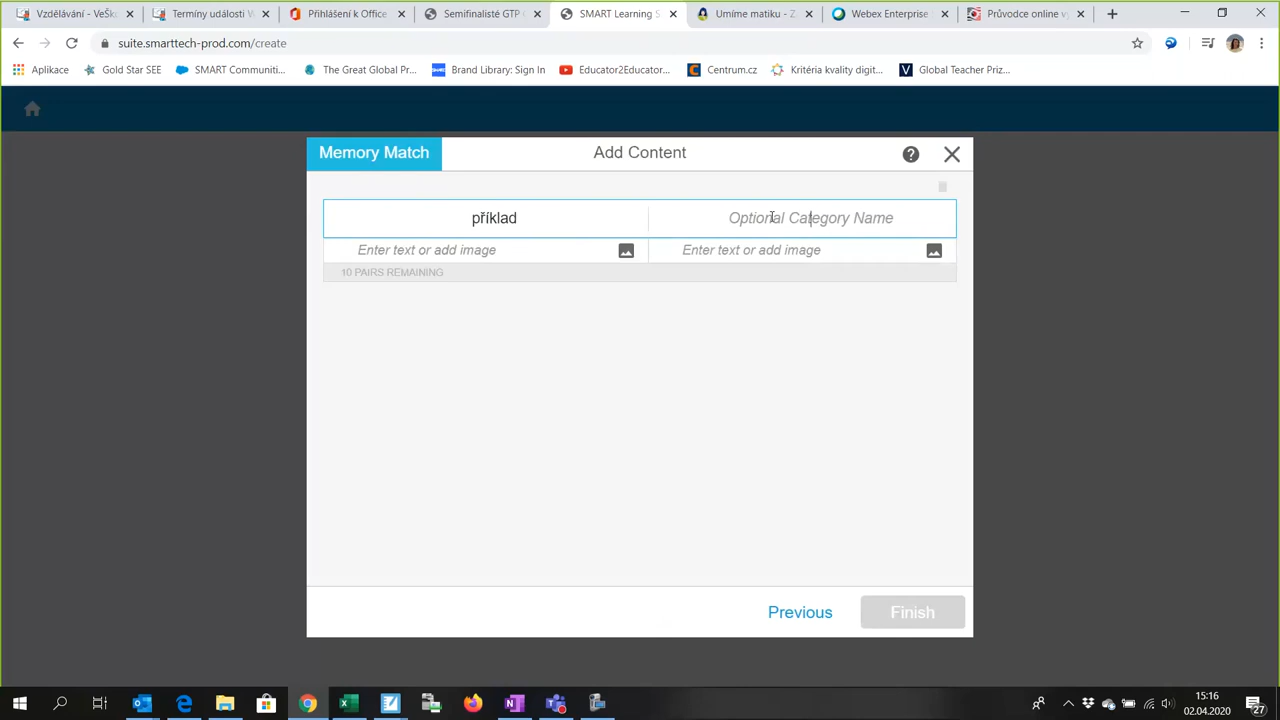 Vzdělávání - VeŠku
Termíny události W
Přihlášení k Office
Semifinalisté GTP C
SMART Learning S
Umíme matiku - Z
Webex Enterprise
Průvodce online vý
suite.smarttech-prod.com/create
Aplikace
Gold Star SEE
SMART Communiti...
The Great Global Pr...
Brand Library: Sign In
Educator2Educator...
Centrum.cz
Kritéria kvality digit...
Global Teacher Priz...
Memory Match
Add Content
příklad
Optional Category Name
Enter text or add image
Enter text or add image
10 PAIRS REMAINING
Previous
Finish
15:16
02.04.2020
27